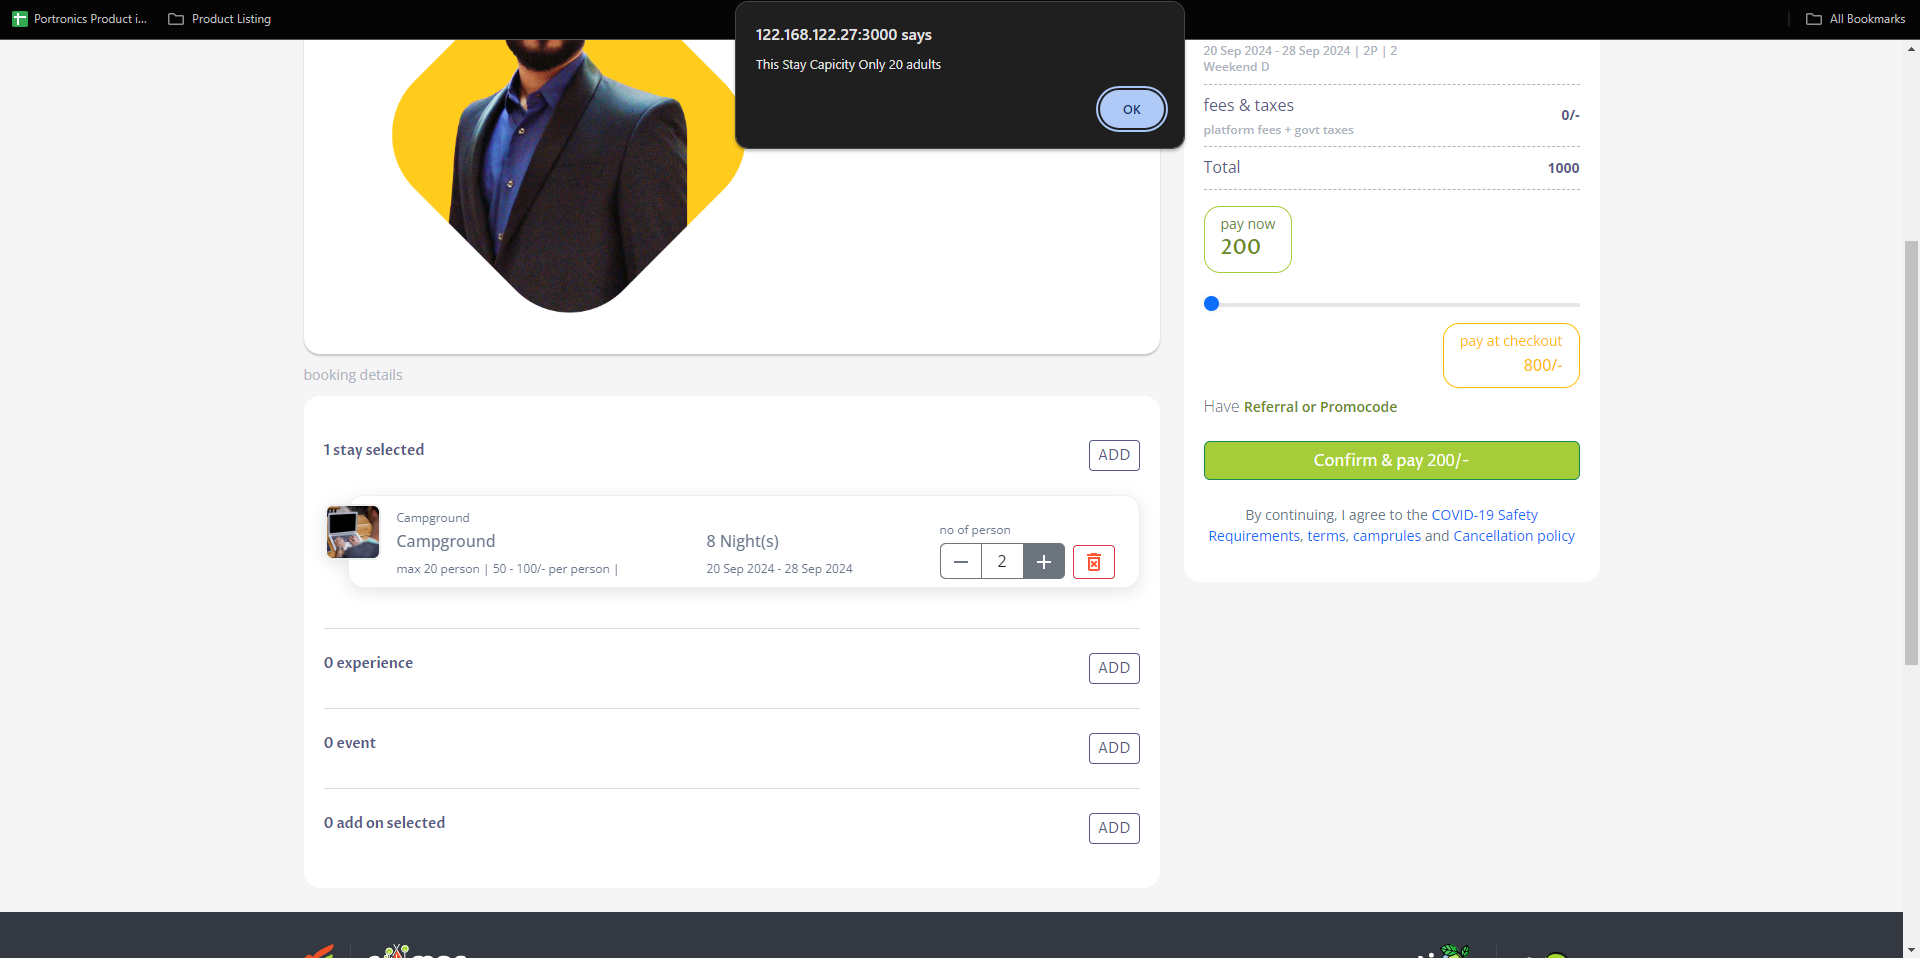 Portronics Product i...
Product Listing
All Bookmarks
122.168.122.27:3000 says
This Stay Capicity Only 20 adults
OK
20 Sep 2024 - 28 Sep 2024 | 2P | 2
Weekend D
fees & taxes
0/-
platform fees + govt taxes
Total
1000
pay now
200
pay at checkout
800/-
Have Referral or Promocode
Confirm & pay 200/-
By continuing, I agree to the COVID-19 Safety
Requirements, terms, camprules and Cancellation policy
booking details
1 stay selected
ADD
Campground
Campground
max 20 person | 50 - 100/- per person |
8 Night(s)
20 Sep 2024 - 28 Sep 2024
no of person
2
0 experience
ADD
0 event
ADD
0 add on selected
ADD